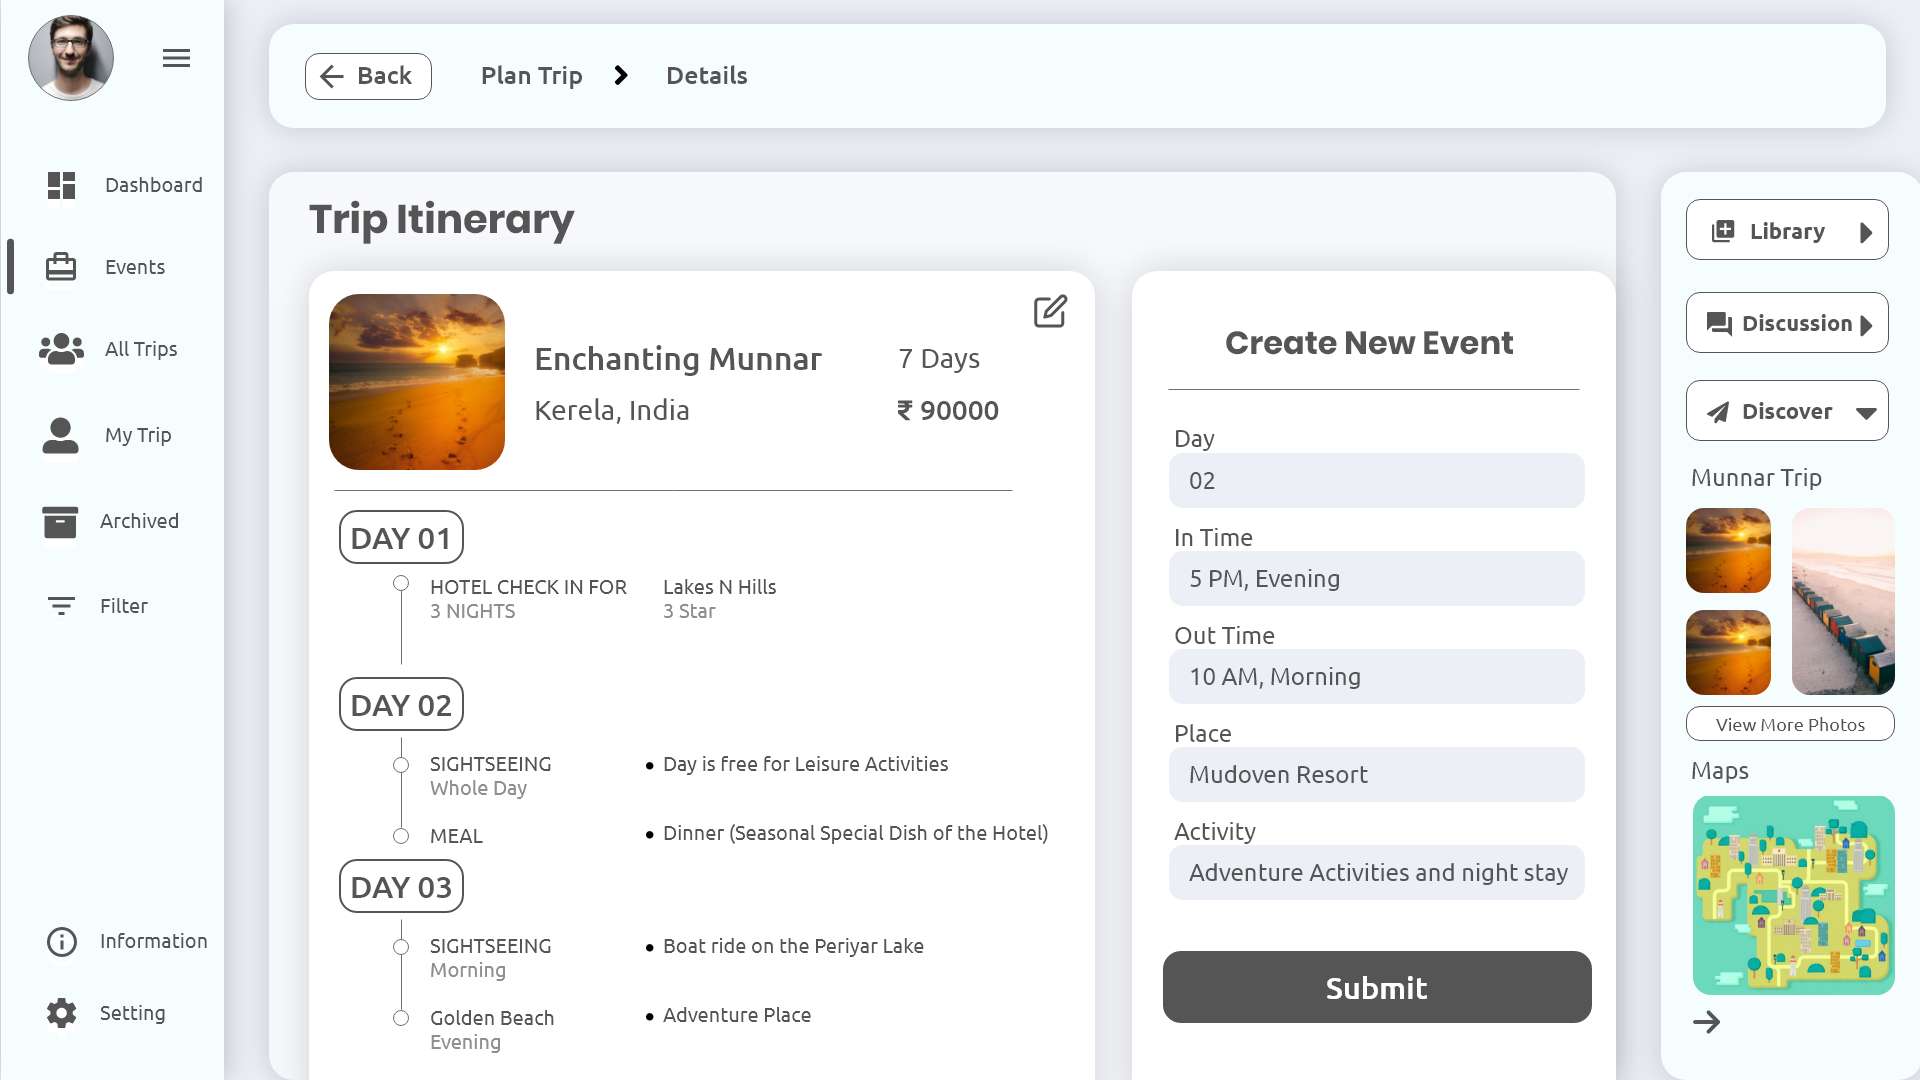 Dashboard
Events
All Trips
My Trip
Archived
Filter
Information
Setting
Back
Plan Trip
Details
Trip Itinerary
Enchanting Munnar
7 Days
Kerela, India
₹ 90000
DAY 01
HOTEL CHECK IN FOR
3 NIGHTS
Lakes N Hills
3 Star
DAY 02
SIGHTSEEING
Whole Day
• Day is free for Leisure Activities
MEAL
• Dinner (Seasonal Special Dish of the Hotel)
DAY 03
SIGHTSEEING
Morning
• Boat ride on the Periyar Lake
Golden Beach
Evening
• Adventure Place
Create New Event
Day
02
In Time
5 PM, Evening
Out Time
10 AM, Morning
Place
Mudoven Resort
Activity
Adventure Activities and night stay
Submit
Library
Discussion
Discover
Munnar Trip
View More Photos
Maps